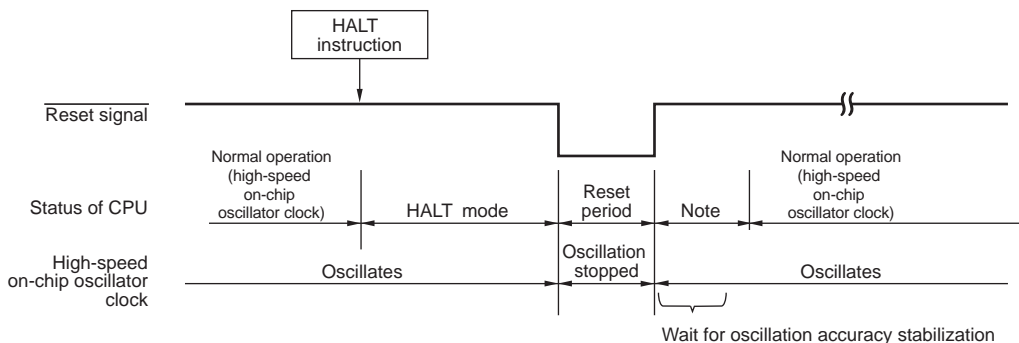 HALT
instruction
Reset signal
Normal operation
(high-speed
on-chip
oscillator clock)
Status of CPU
HALT mode
Reset
period
Note
Normal operation
(high-speed
on-chip
oscillator clock)
High-speed
on-chip oscillator
clock
Oscillates
Oscillation
stopped
Oscillates
Wait for oscillation accuracy stabilization